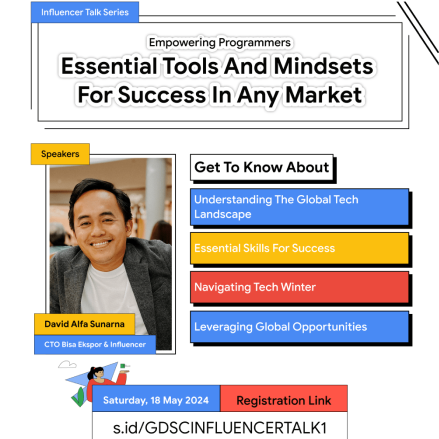 Influencer Talk Series
Empowering Programmers
Essential Tools And Mindsets
For Success In Any Market
Speakers
Get To Know About
Understanding The Global Tech
Landscape
Essential Skills For Success
Navigating Tech Winter
Leveraging Global Opportunities
David Alfa Sunarna
CTO Bisa Ekspor & Influencer
Saturday, 18 May 2024
Registration Link
s.id/GDSCINFLUENCERTALK1